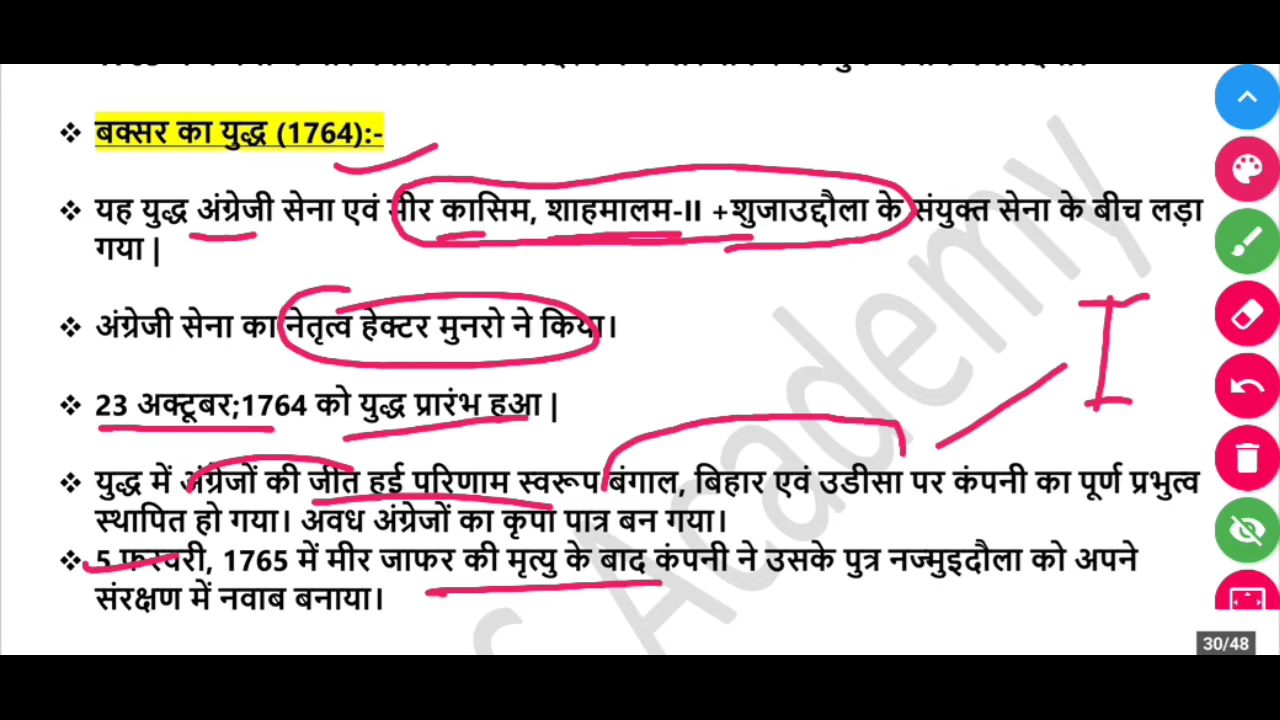 ❖ बक्सर का युद्ध (1764):-
❖ यह युद्ध अंग्रेजी सेना एवं मीर कासिम, शाहमालम-II +शुजाउद्दौला के संयुक्त सेना के बीच लड़ा
गया |
❖ अंग्रेजी सेना का नेतृत्व हेक्टर मुनरो ने किया।
❖ 23 अक्टूबर;1764 को युद्ध प्रारंभ हआ |
I
❖ युद्ध में अंग्रेजों की जीत हई परिणाम स्वरूप बंगाल, बिहार एवं उडीसा पर कंपनी का पूर्ण प्रभुत्व
स्थापित हो गया। अवध अंग्रेजों का कृपा पात्र बन गया।
❖ 5 फरवरी, 1765 में मीर जाफर की मृत्यु के बाद कंपनी ने उसके पुत्र नज्मुइदौला को अपने
संरक्षण में नवाब बनाया।
Academy
30/48